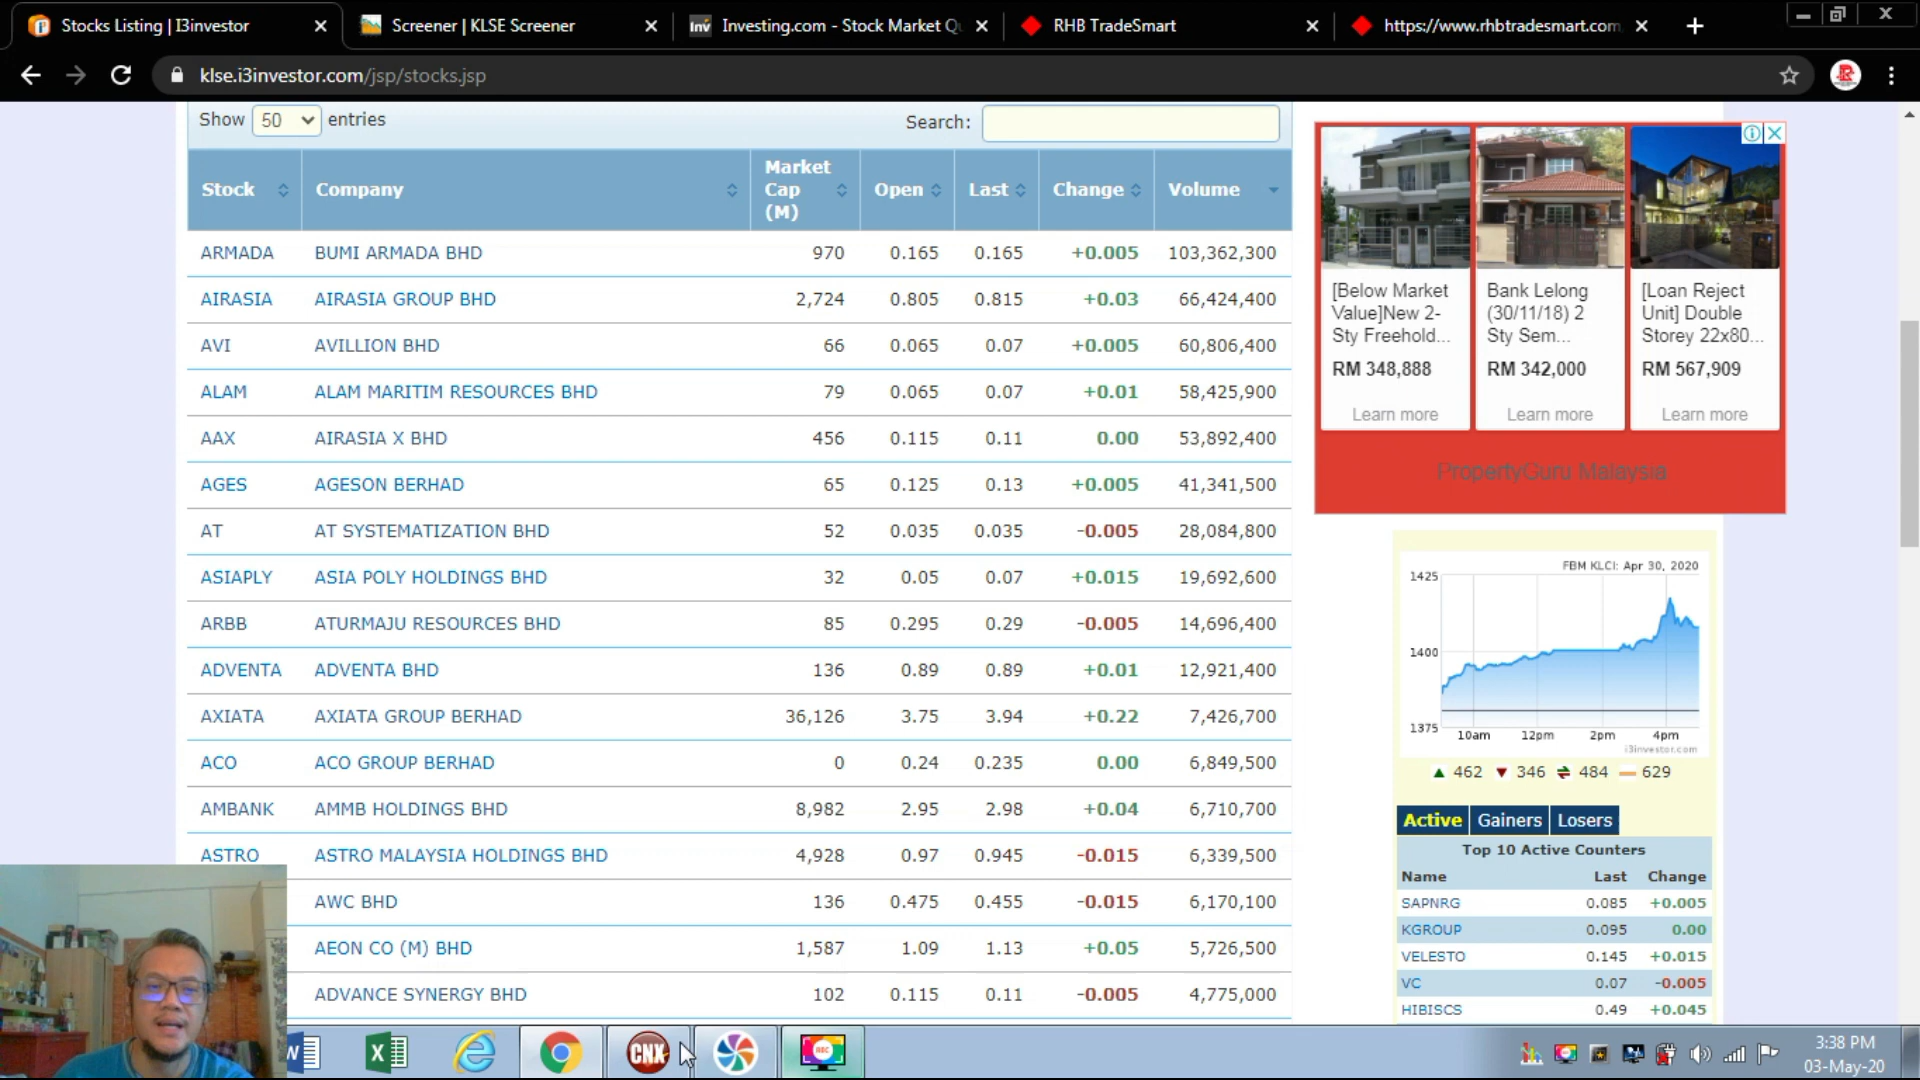 Stocks Listing | I3investor
Screener | KLSE Screener
Inv
Investing.com - Stock Market Q
RHB TradeSmart
https://www.rhbtradesmart.com
klse.i3investor.com/jsp/stocks.jsp
Show 50 entries
Search:
Stock Company Market Cap (M) Open Last Change Volume
ARMADA BUMI ARMADA BHD 970 0.165 0.165 +0.005 103,362,300
AIRASIA AIRASIA GROUP BHD 2,724 0.805 0.815 +0.03 66,424,400
AVI AVILLION BHD 66 0.065 0.07 +0.005 60,806,400
ALAM ALAM MARITIM RESOURCES BHD 79 0.065 0.07 +0.01 58,425,900
AAX AIRASIA X BHD 456 0.115 0.11 0.00 53,892,400
AGES AGESON BERHAD 65 0.125 0.13 +0.005 41,341,500
AT AT SYSTEMATIZATION BHD 52 0.035 0.035 -0.005 28,084,800
ASIAPLY ASIA POLY HOLDINGS BHD 32 0.05 0.07 +0.015 19,692,600
ARBB ATURMAJU RESOURCES BHD 85 0.295 0.29 -0.005 14,696,400
ADVENTA ADVENTA BHD 136 0.89 0.89 +0.01 12,921,400
AXIATA AXIATA GROUP BERHAD 36,126 3.75 3.94 +0.22 7,426,700
ACO ACO GROUP BERHAD 0 0.24 0.235 0.00 6,849,500
AMBANK AMMB HOLDINGS BHD 8,982 2.95 2.98 +0.04 6,710,700
ASTRO ASTRO MALAYSIA HOLDINGS BHD 4,928 0.97 0.945 -0.015 6,339,500
AWC BHD 136 0.475 0.455 -0.015 6,170,100
AEON CO (M) BHD 1,587 1.09 1.13 +0.05 5,726,500
ADVANCE SYNERGY BHD 102 0.115 0.11 -0.005 4,775,000
[Below Market
Value]New 2-
Sty Freehold...
RM 348,888
Learn more
Bank Lelong
(30/11/18) 2
Sty Sem...
RM 342,000
Learn more
[Loan Reject
Unit] Double
Storey 22x80...
RM 567,909
Learn more
PropertyGuru Malaysia
FBM KLCI: Apr 30, 2020
1425
1400
1375
10am 12pm 2pm 4pm
i3investor.com
462 346 484 629
Active Gainers Losers
Top 10 Active Counters
Name Last Change
SAPNRG 0.085 +0.005
KGROUP 0.095 0.00
VELESTO 0.145 +0.015
VC 0.07 -0.005
HIBISCS 0.49 +0.045
CNX
REC
3:38 PM
03-May-20